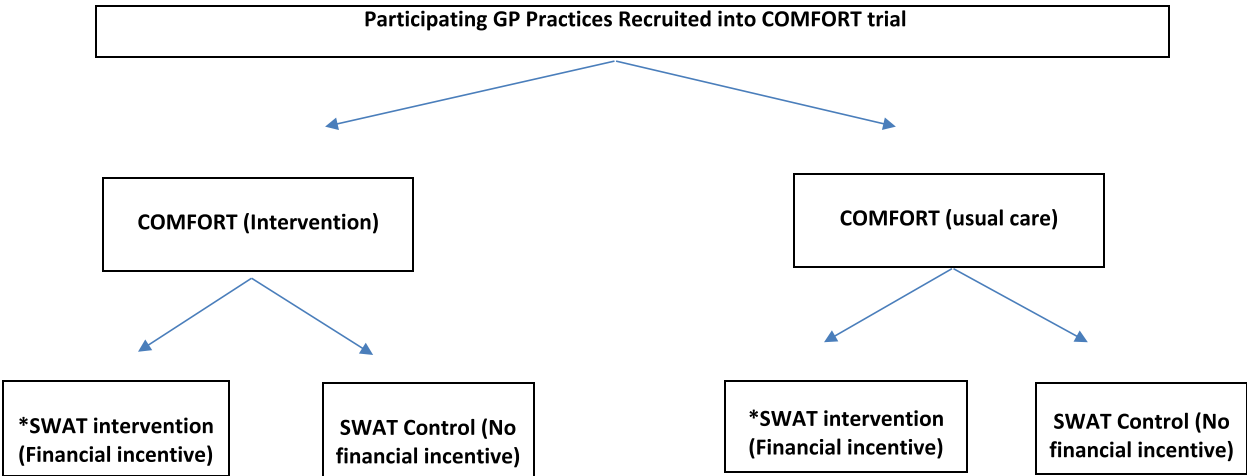 Participating GP Practices Recruited into COMFORT trial
COMFORT (Intervention)
COMFORT (usual care)
*SWAT intervention
(Financial incentive)
SWAT Control (No
financial incentive)
*SWAT intervention
(Financial incentive)
SWAT Control (No
financial incentive)